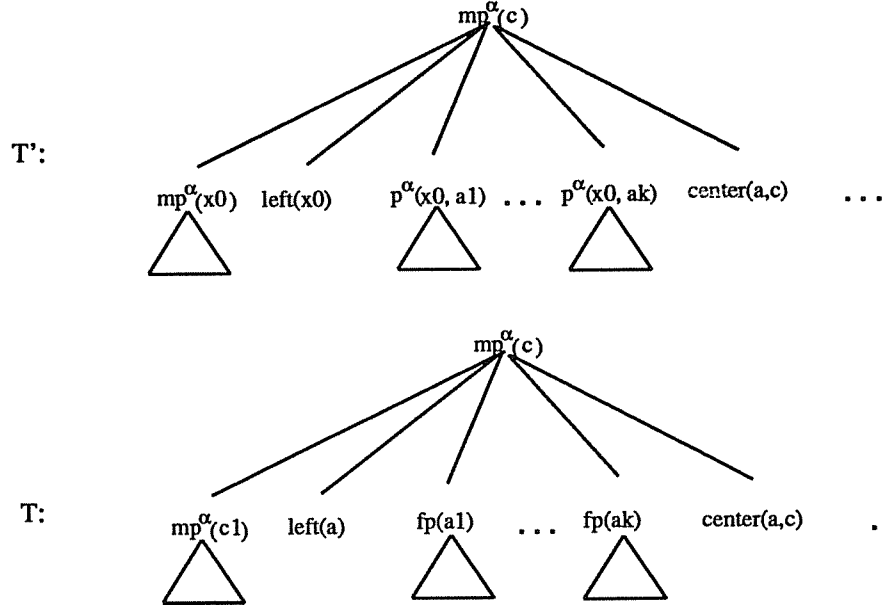 mp^α(c)
T':
mp^α(x0) left(x0) p^α(x0, a1) ... p^α(x0, ak) center(a,c) ...
mp^α(c)
T:
mp^α(c1) left(a) fp(a1) ... fp(ak) center(a,c) .